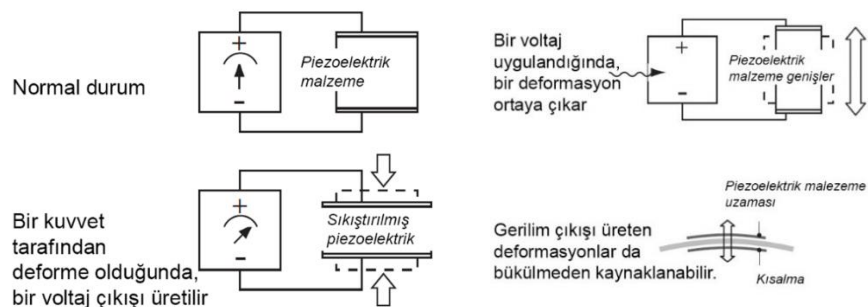 Normal durum
+
-
Piezoelektrik
malzeme
Bir kuvvet
tarafından
deforme olduğunda,
bir voltaj çıkışı üretilir
+
-
Sıkıştırılmış
piezoelektrik
Bir voltaj
uygulandığında,
bir deformasyon
ortaya çıkar
+
-
Piezoelektrik
malzeme genişler
Gerilim çıkışı üreten
deformasyonlar da
bükülmeden kaynaklanabilir.
Piezoelektrik malezeme
uzaması
Kısalma